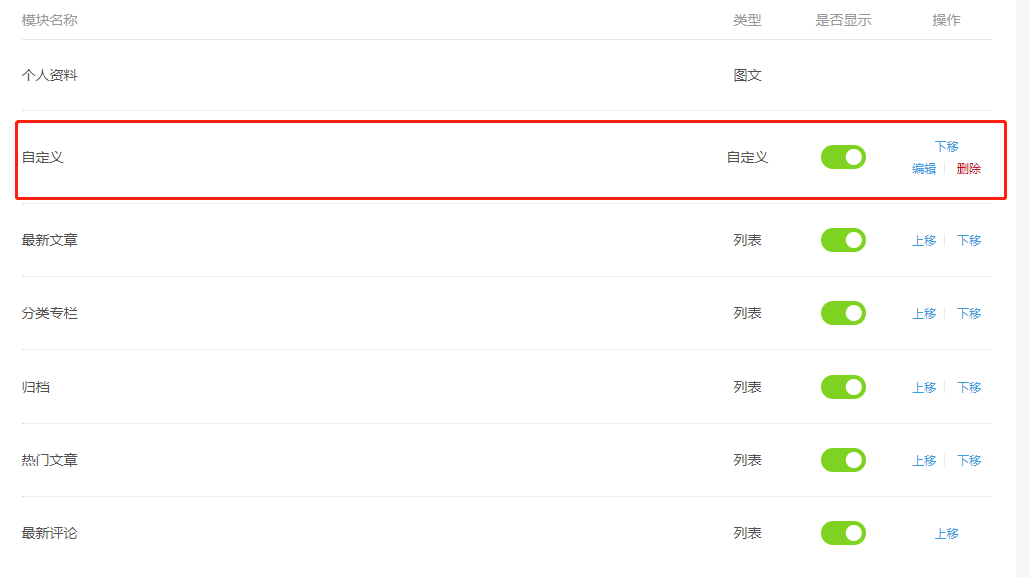 模块名称 类型 是否显示 操作
个人资料 图文
自定义 自定义 下移
编辑 删除
最新文章 列表 上移 下移
分类专栏 列表 上移 下移
归档 列表 上移 下移
热门文章 列表 上移 下移
最新评论 列表 上移